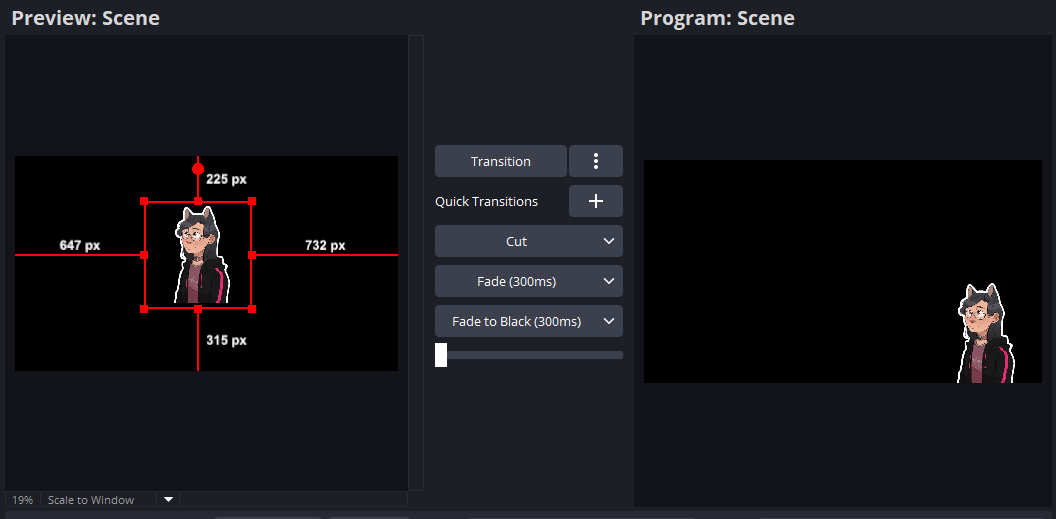 Preview: Scene
Program: Scene
225 px
647 px
732 px
315 px
Transition
Quick Transitions
Cut
Fade (300ms)
Fade to Black (300ms)
19%
Scale to Window